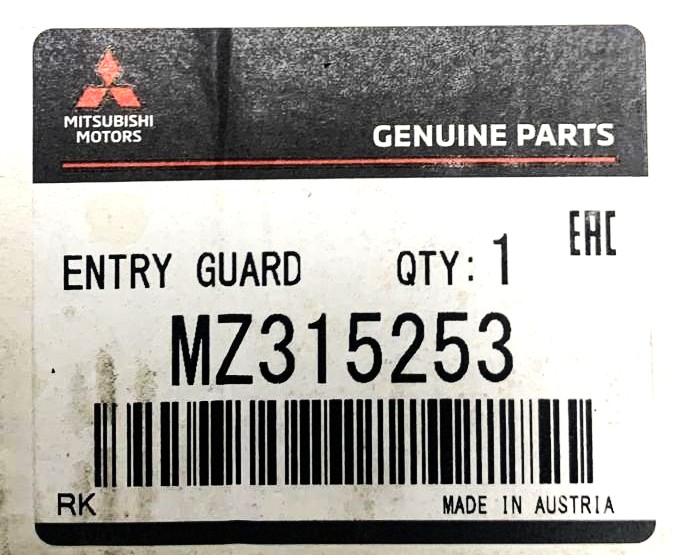 MITSUBISHI
MOTORS
GENUINE PARTS
EAC
ENTRY GUARD QTY: 1
MZ315253
RK MADE IN AUSTRIA